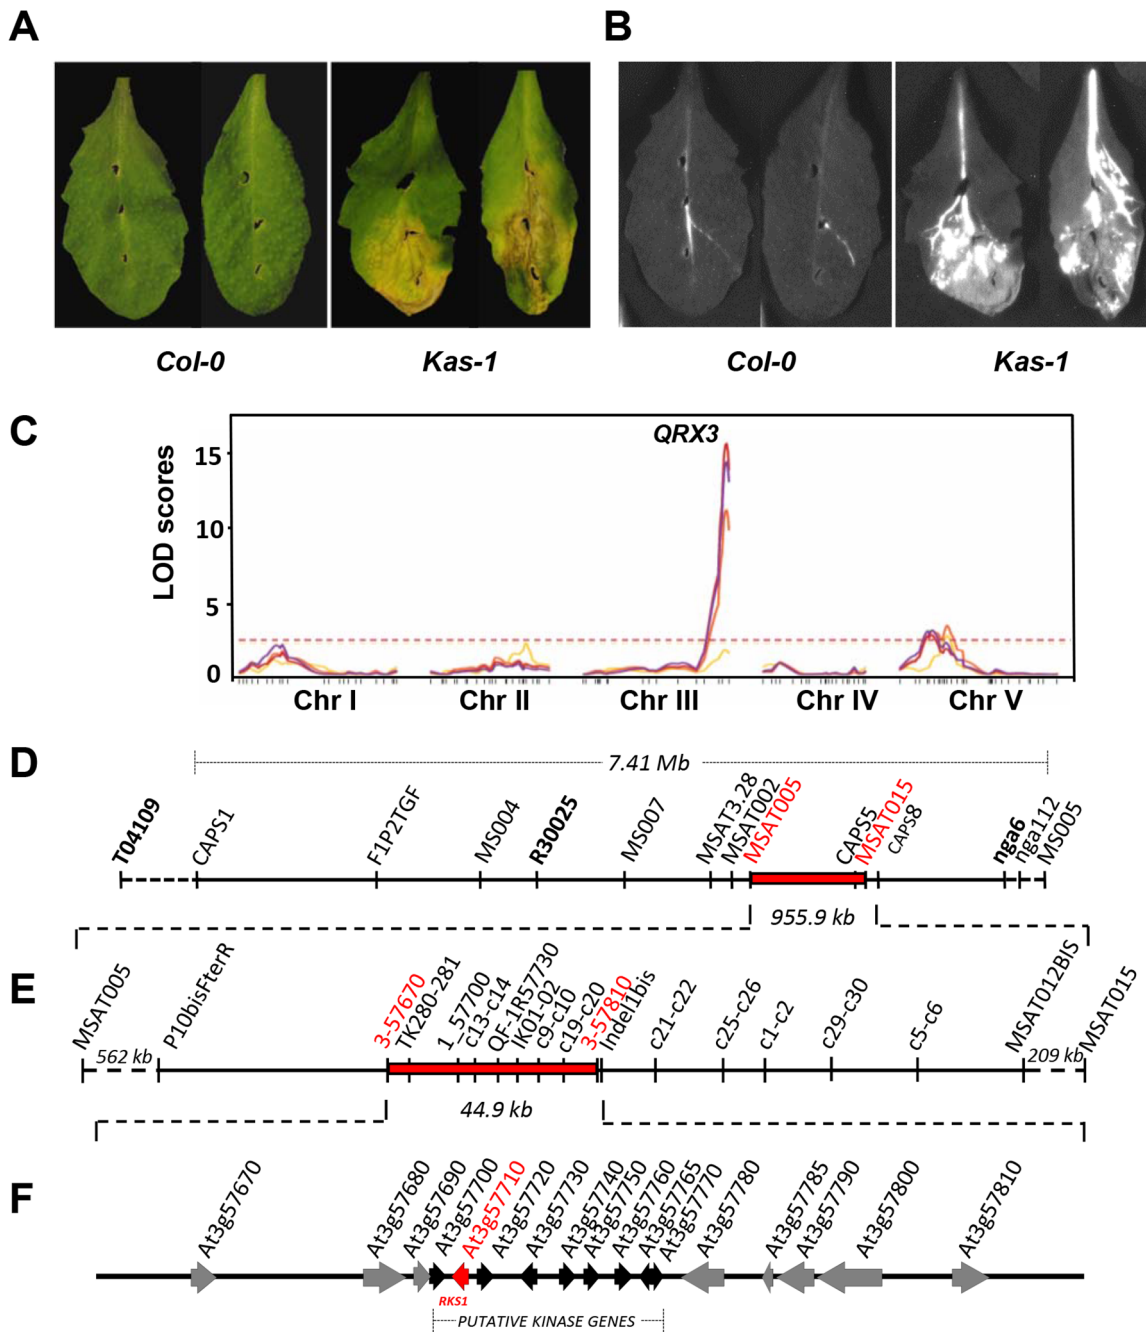 A
B
Col-0
Kas-1
Col-0
Kas-1
C
LOD scores
15
10
5
0
QRX3
Chr I
Chr II
Chr III
Chr IV
Chr V
D
7.41 Mb
T04109
CAPS1
F1P2TGF
MS004
R30025
MS007
MSAT3.28
MSAT002
MSAT005
CAPS5
MSAT015
CAPS8
nga6
nga112
MS005
955.9 kb
E
MSAT005
562 kb
P10bisFterR
3-57670
TK280-281
1_57700
c13-c14
QF-1R57730
IK01-02
c9-c10
c19-c20
3-57810
Indel1bis
c21-c22
c25-c26
c1-c2
c29-c30
c5-c6
MSAT012BIS
209 kb
MSAT015
44.9 kb
F
At3g57670
At3g57680
At3g57690
At3g57700
At3g57710
At3g57720
At3g57730
At3g57740
At3g57750
At3g57760
At3g57765
At3g57770
At3g57780
At3g57785
At3g57790
At3g57800
At3g57810
RKS1
PUTATIVE KINASE GENES